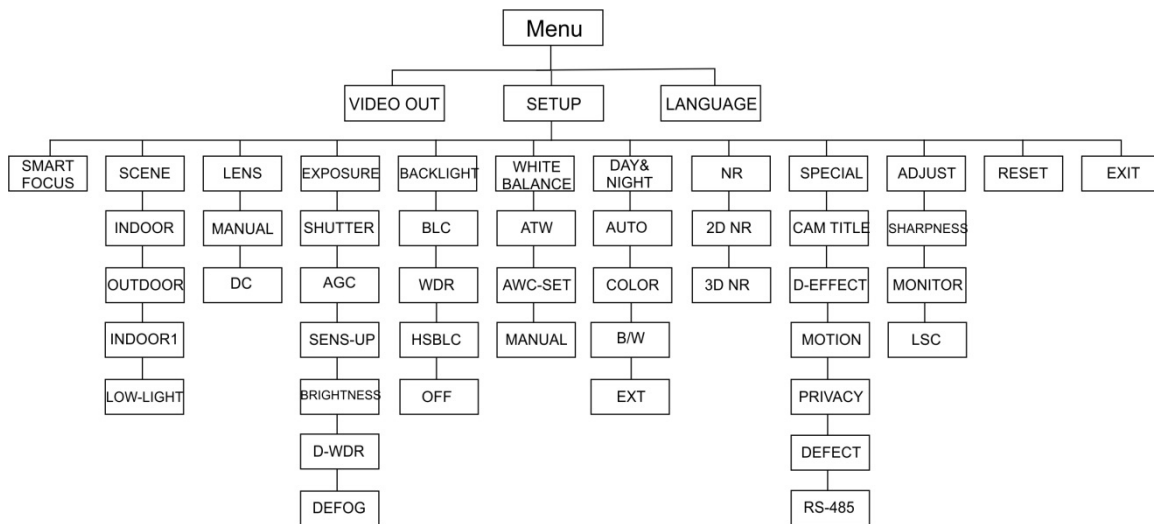 Menu
VIDEO OUT
SETUP
LANGUAGE
SMART
FOCUS
SCENE
LENS
EXPOSURE
BACKLIGHT
WHITE
BALANCE
DAY&
NIGHT
NR
SPECIAL
ADJUST
RESET
EXIT
INDOOR
MANUAL
SHUTTER
BLC
ATW
AUTO
2D NR
CAM TITLE
SHARPNESS
OUTDOOR
DC
AGC
WDR
AWC-SET
COLOR
3D NR
D-EFFECT
MONITOR
INDOOR1
SENS-UP
HSBLC
MANUAL
B/W
MOTION
LSC
LOW-LIGHT
BRIGHTNESS
OFF
EXT
PRIVACY
D-WDR
DEFECT
DEFOG
RS-485